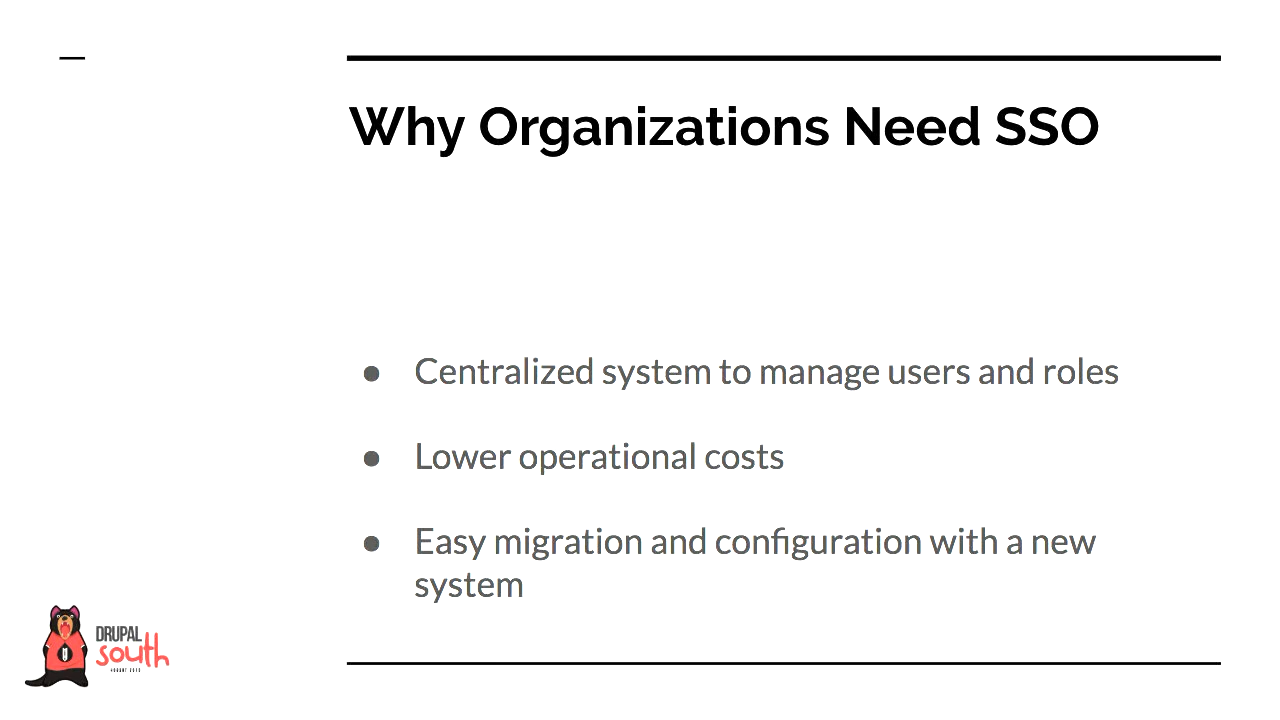 Why Organizations Need SSO
● Centralized system to manage users and roles
● Lower operational costs
● Easy migration and configuration with a new
system
DRUPAL
south